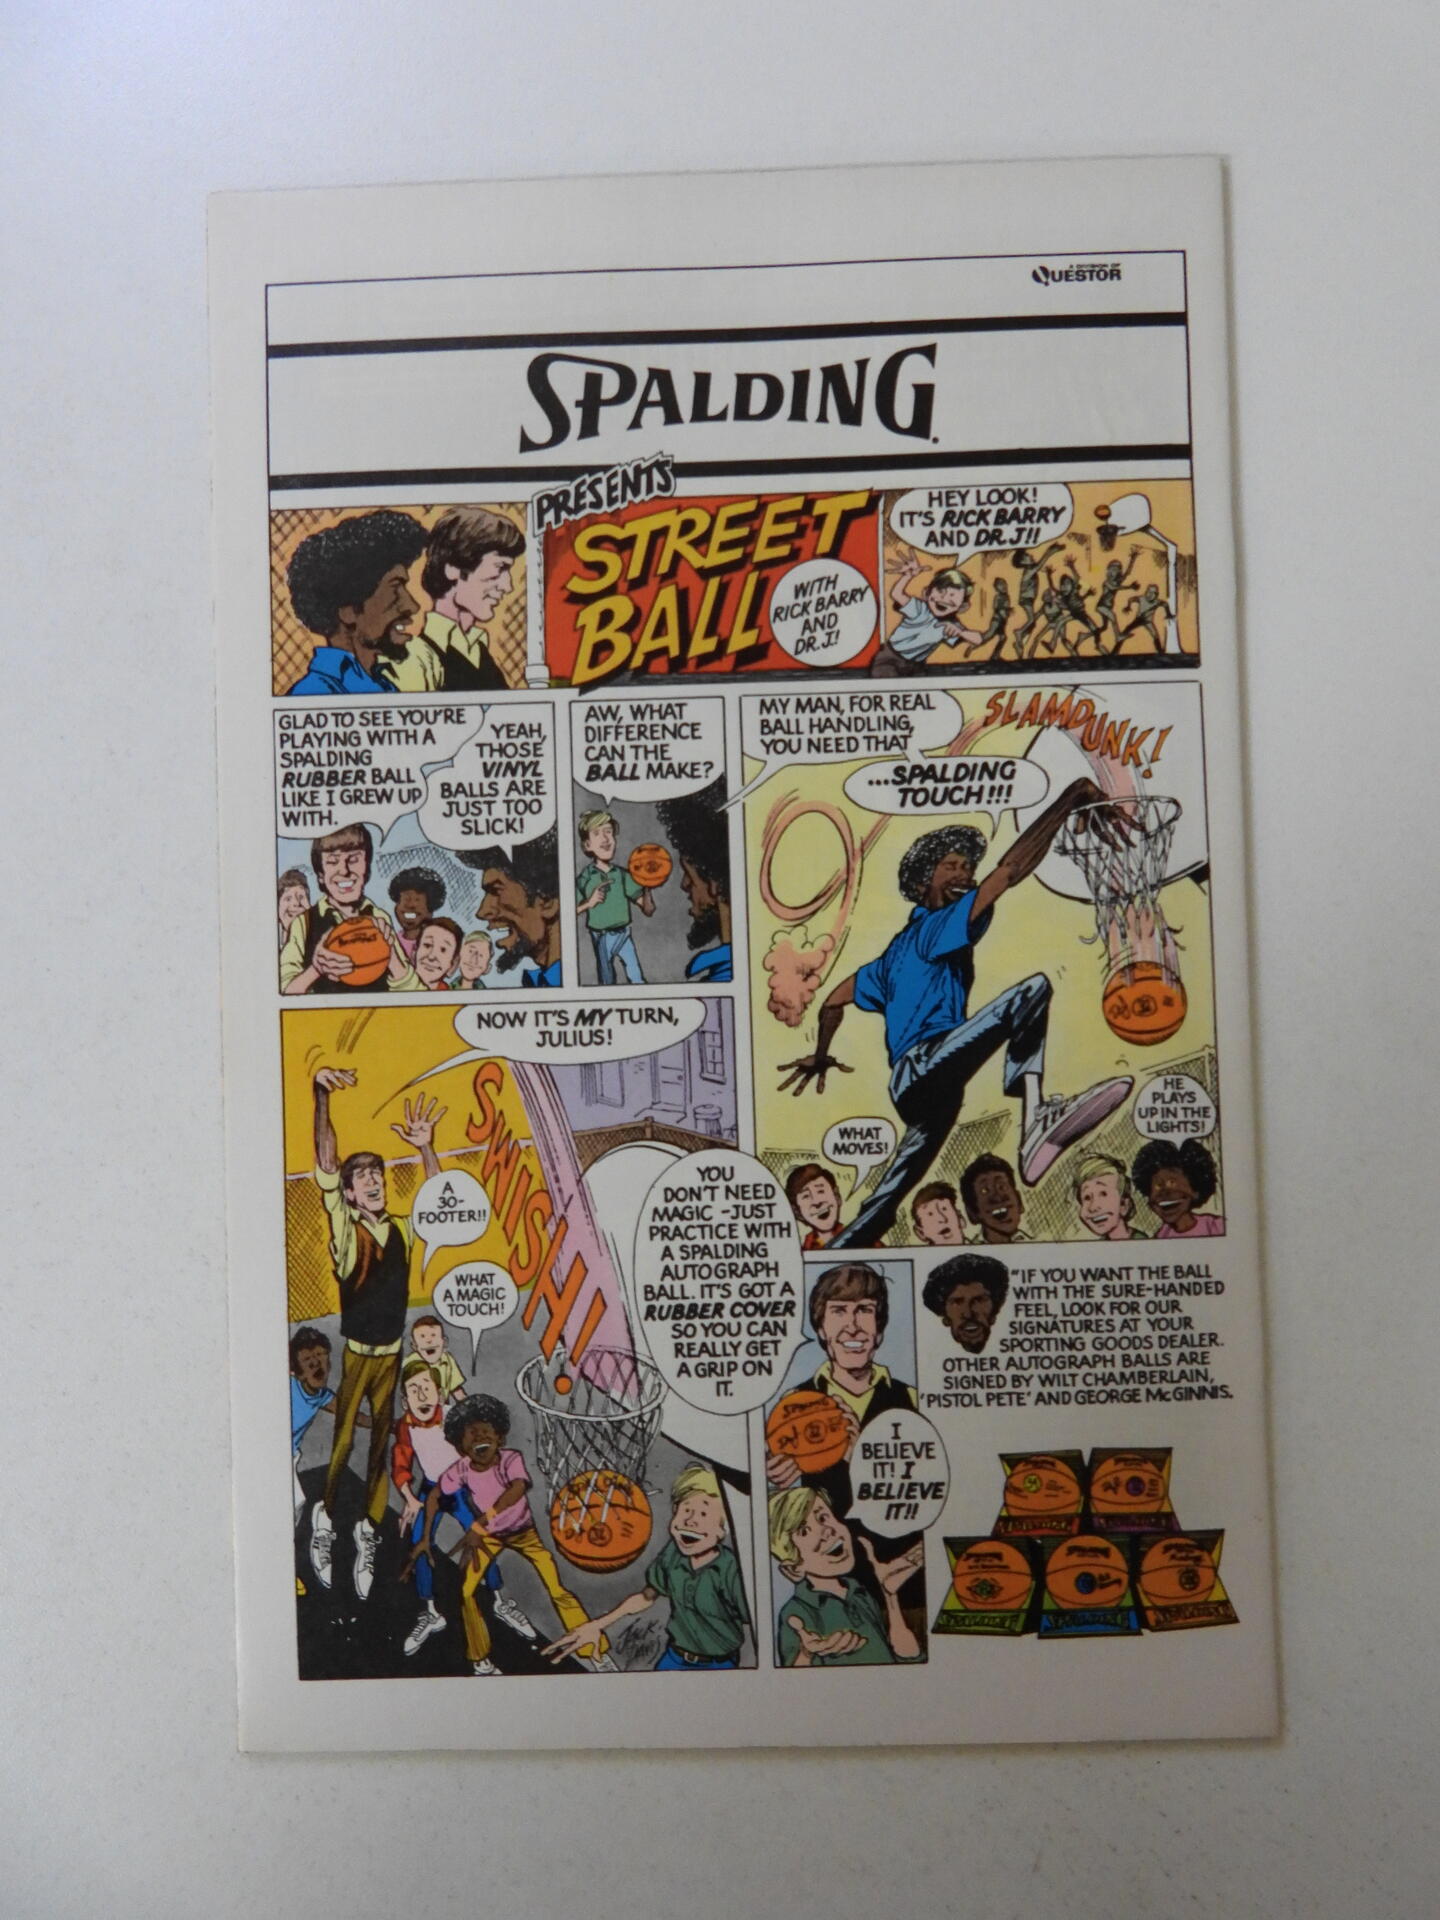 A DIVISION OF
QUESTOR
SPALDING.
PRESENTS
STREET
BALL
WITH
RICK BARRY
AND
DR. J.!
HEY LOOK!
IT'S RICK BARRY
AND DR. J!!
GLAD TO SEE YOU'RE
PLAYING WITH A
SPALDING
RUBBER BALL
LIKE I GREW UP
WITH.
YEAH,
THOSE
VINYL
BALLS ARE
JUST TOO
SLICK!
AW, WHAT
DIFFERENCE
CAN THE
BALL MAKE?
MY MAN, FOR REAL
BALL HANDLING,
YOU NEED THAT
...SPALDING
TOUCH!!!
SLAMDUNK!
WHAT
MOVES!
HE
PLAYS
UP IN THE
LIGHTS!
NOW IT'S MY TURN,
JULIUS!
SWISH!
A
30-
FOOTER!!
WHAT
A MAGIC
TOUCH!
YOU
DON'T NEED
MAGIC -JUST
PRACTICE WITH
A SPALDING
AUTOGRAPH
BALL. IT'S GOT A
RUBBER COVER
SO YOU CAN
REALLY GET
A GRIP ON
IT.
SPALDING
I
BELIEVE
IT! I
BELIEVE
IT!!
"IF YOU WANT THE BALL
WITH THE SURE-HANDED
FEEL, LOOK FOR OUR
SIGNATURES AT YOUR
SPORTING GOODS DEALER.
OTHER AUTOGRAPH BALLS ARE
SIGNED BY WILT CHAMBERLAIN,
'PISTOL PETE' AND GEORGE McGINNIS.
JACK
DAVIS